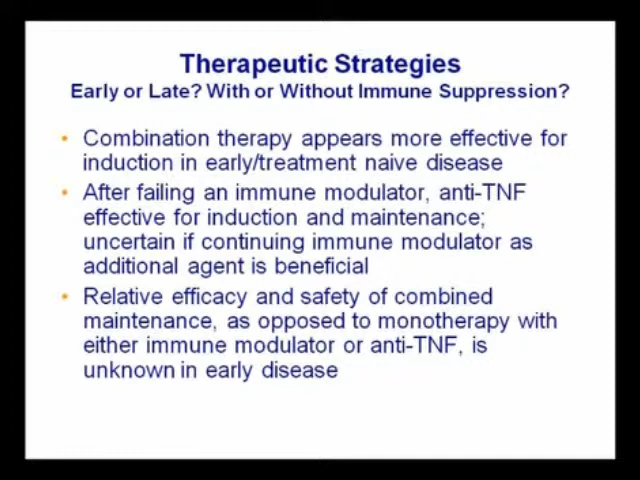 Therapeutic Strategies
Early or Late? With or Without Immune Suppression?
• Combination therapy appears more effective for
induction in early/treatment naive disease
• After failing an immune modulator, anti-TNF
effective for induction and maintenance;
uncertain if continuing immune modulator as
additional agent is beneficial
• Relative efficacy and safety of combined
maintenance, as opposed to monotherapy with
either immune modulator or anti-TNF, is
unknown in early disease